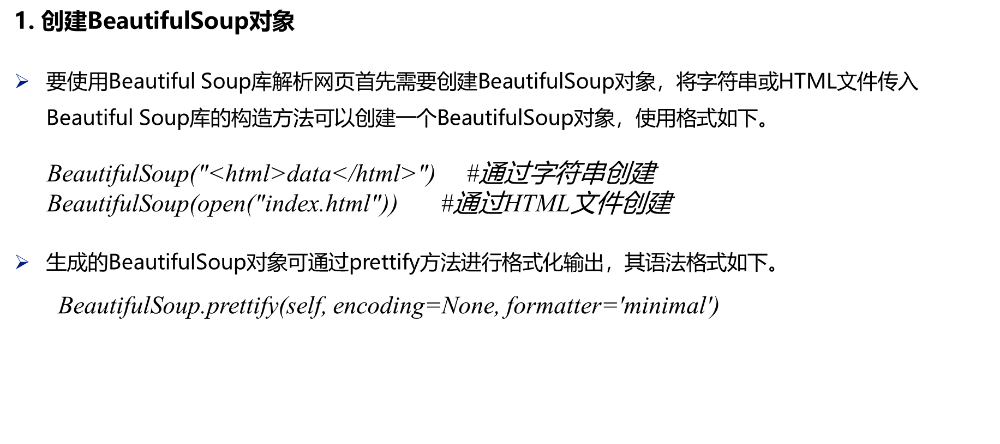 1. 创建BeautifulSoup对象
要使用Beautiful Soup库解析网页首先需要创建BeautifulSoup对象，将字符串或HTML文件传入
Beautiful Soup库的构造方法可以创建一个BeautifulSoup对象，使用格式如下。
BeautifulSoup("<html>data</html>") #通过字符串创建
BeautifulSoup(open("index.html")) #通过HTML文件创建
生成的BeautifulSoup对象可通过prettify方法进行格式化输出，其语法格式如下。
BeautifulSoup.prettify(self, encoding=None, formatter='minimal')